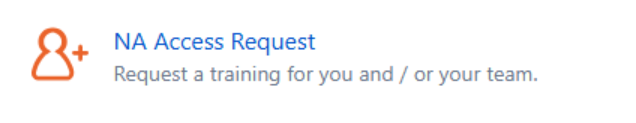 NA Access Request
Request a training for you and / or your team.